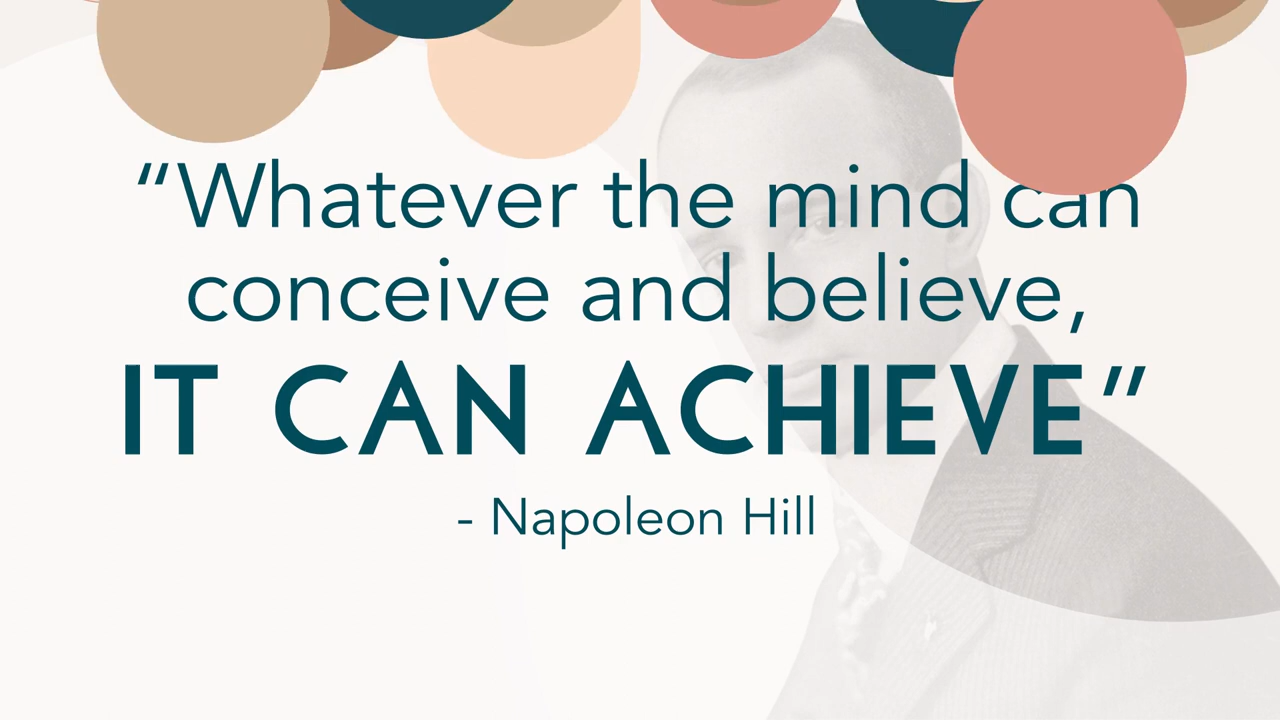 “Whatever the mind can
conceive and believe,
IT CAN ACHIEVE”
- Napoleon Hill